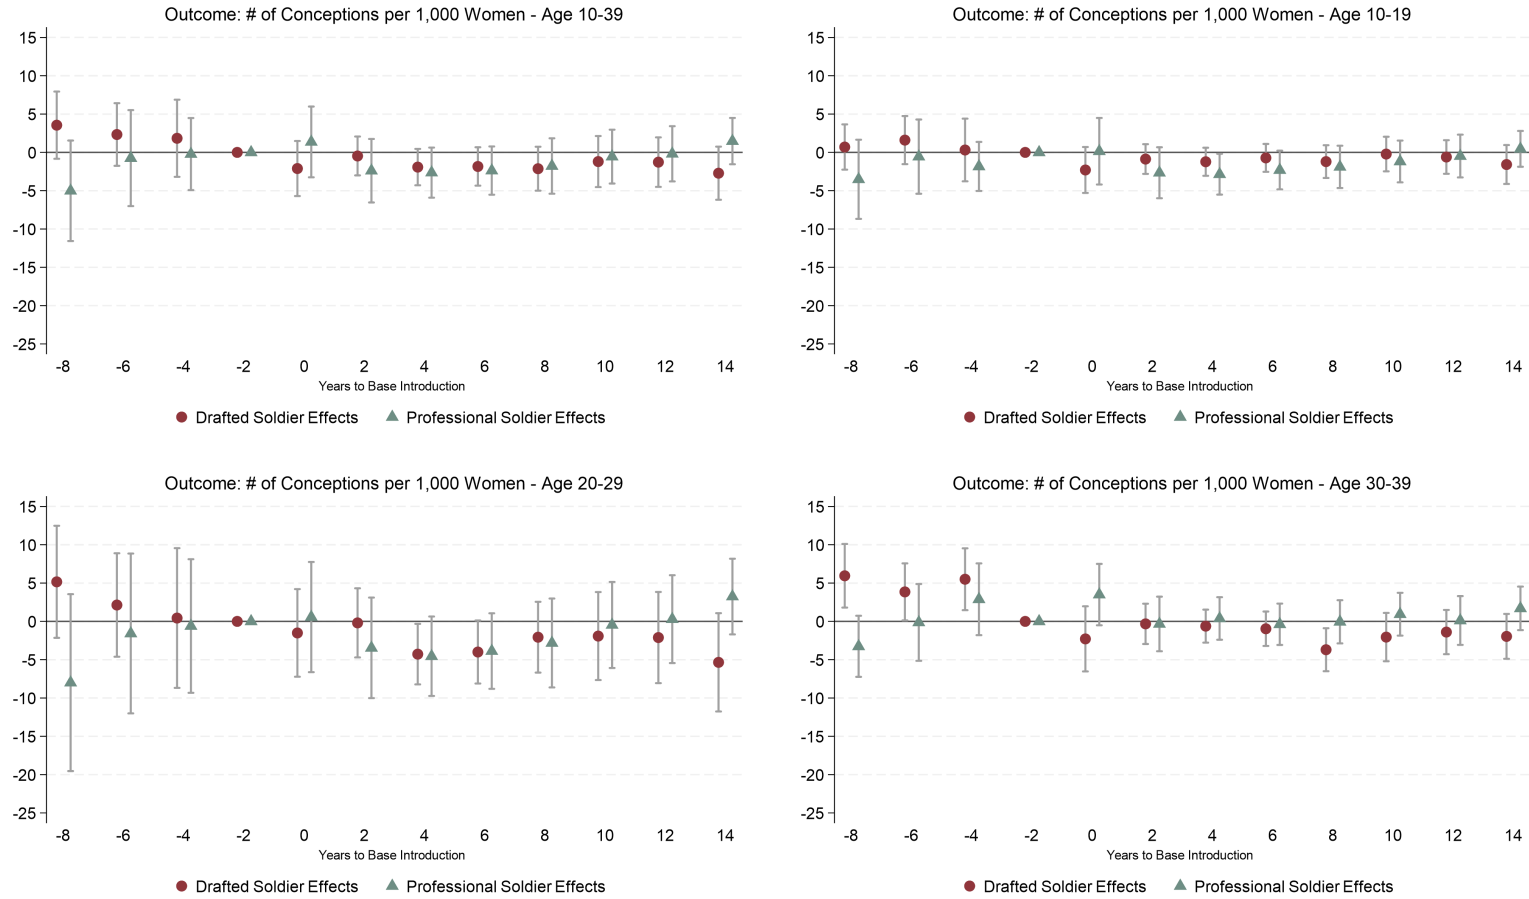 Outcome: # of Conceptions per 1,000 Women - Age 10-39
15
10
5
0
-5
-10
-15
-20
-25
-8 -6 -4 -2 0 2 4 6 8 10 12 14
Years to Base Introduction
Drafted Soldier Effects Professional Soldier Effects
Outcome: # of Conceptions per 1,000 Women - Age 10-19
15
10
5
0
-5
-10
-15
-20
-25
-8 -6 -4 -2 0 2 4 6 8 10 12 14
Years to Base Introduction
Drafted Soldier Effects Professional Soldier Effects
Outcome: # of Conceptions per 1,000 Women - Age 20-29
15
10
5
0
-5
-10
-15
-20
-25
-8 -6 -4 -2 0 2 4 6 8 10 12 14
Years to Base Introduction
Drafted Soldier Effects Professional Soldier Effects
Outcome: # of Conceptions per 1,000 Women - Age 30-39
15
10
5
0
-5
-10
-15
-20
-25
-8 -6 -4 -2 0 2 4 6 8 10 12 14
Years to Base Introduction
Drafted Soldier Effects Professional Soldier Effects